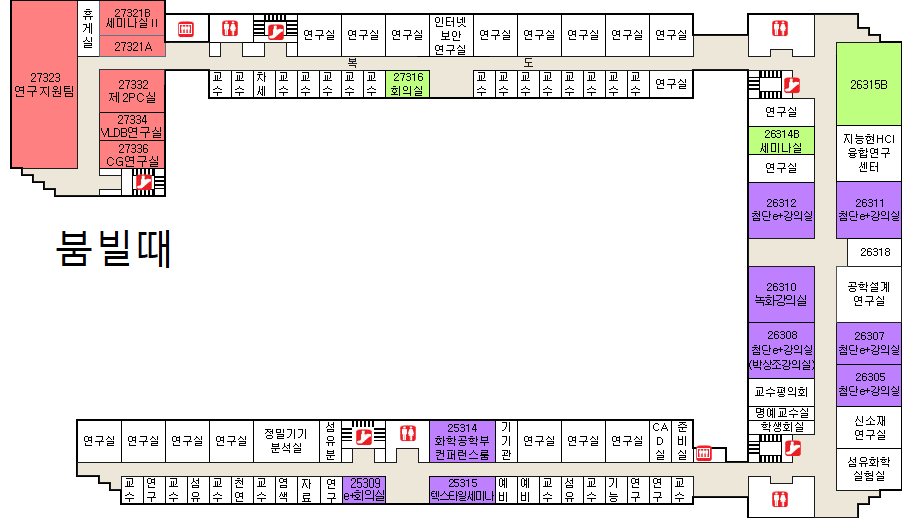 휴
게
실
27321B
세미나실 II
27321A
27323
연구지원팀
27332
제2PC실
27334
VLDB연구실
27336
CG연구실
연구실
연구실
연구실
인터넷
보안
연구실
연구실
연구실
연구실
연구실
연구실
복
도
교
수
교
수
차
세
교
수
교
수
교
수
교
수
교
수
27316
회의실
교
수
교
수
교
수
교
수
교
수
교
수
교
수
교
수
연구실
26315B
연구실
26314B
세미나실
지능현HCI
융합연구
센터
연구실
26312
첨단e+강의실
26311
첨단e+강의실
26318
붐빌때
26310
녹화강의실
공학설계
연구실
26308
첨단e+강의실
(박상조강의실)
26307
첨단e+강의실
26305
첨단e+강의실
교수평의회
명예교수실
학생회실
신소재
연구실
섬유화학
실험실
연구실
연구실
연구실
연구실
정밀기기
분석실
섬
유
분
25314
화학공학부
컨퍼런스룸
기
기
관
연구실
연구실
연구실
CA
D
실
준
비
실
교
수
연
구
교
수
섬
유
교
수
천
연
교
수
염
색
자
료
연
구
25309
e+회의실
25315
텍스타일세미나
예
비
예
비
교
수
섬
유
교
수
기
능
연
구
연
구
교
수